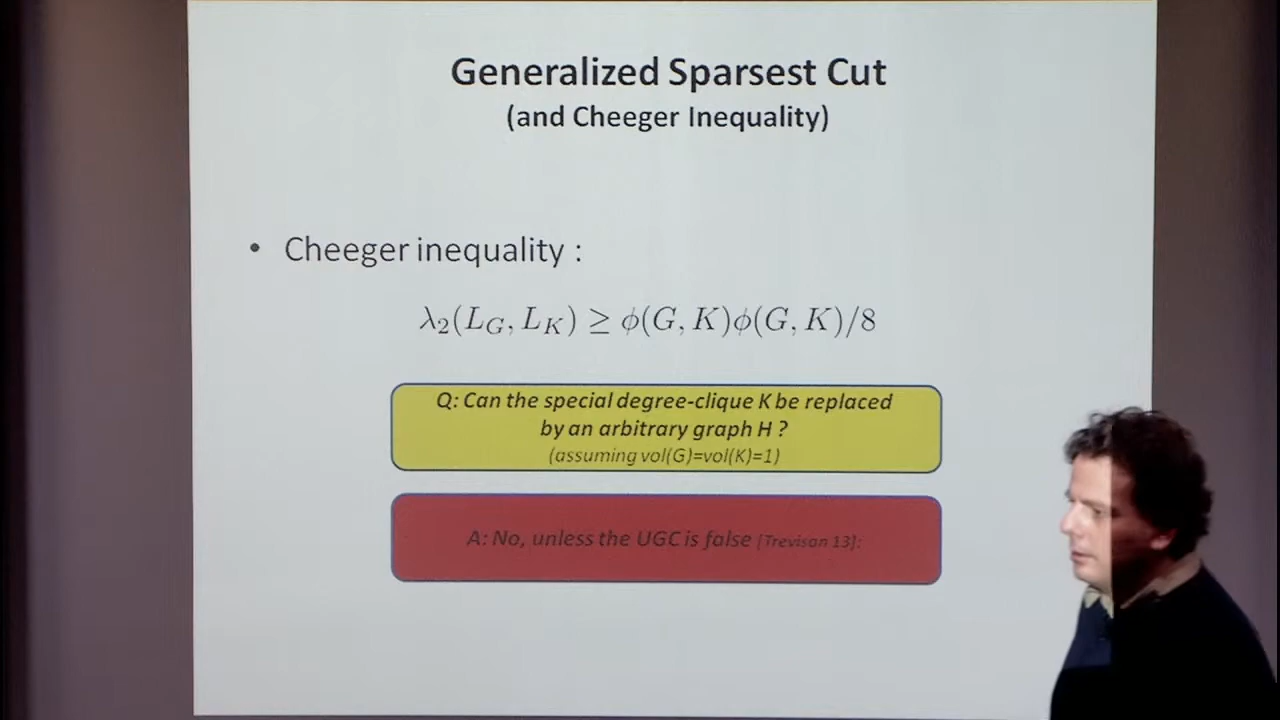 Generalized Sparsest Cut
(and Cheeger Inequality)
• Cheeger inequality :
λ₂(L_G, L_K) ≥ ϕ(G, K)ϕ(G, K)/8
Q: Can the special degree-clique K be replaced
by an arbitrary graph H ?
(assuming vol(G)=vol(K)=1)
A: No, unless the UGC is false [Trevisan 13]: